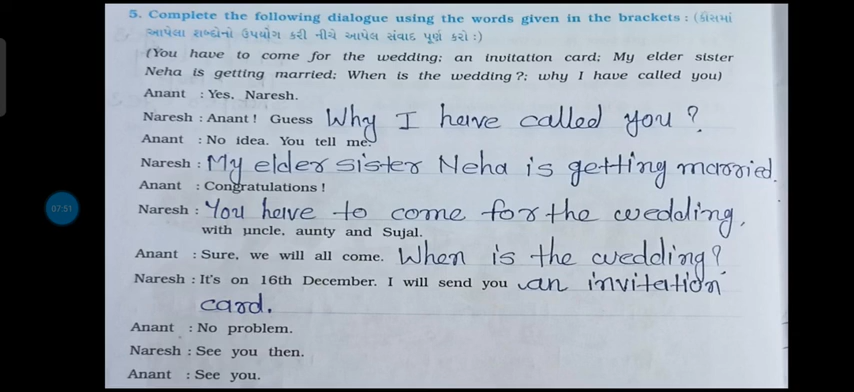 5. Complete the following dialogue using the words given in the brackets : (કૌંસમાં
આપેલા શબ્દોનો ઉપયોગ કરી નીચે આપેલ સંવાદ પૂર્ણ કરો :)
(You have to come for the wedding; an invitation card; My elder sister
Neha is getting married; When is the wedding?; why I have called you)
Anant : Yes, Naresh.
Naresh : Anant! Guess Why I have called you?
Anant : No idea. You tell me.
Naresh : My elder sister Neha is getting married.
Anant : Congratulations !
Naresh : You have to come for the wedding,
with uncle, aunty and Sujal.
Anant : Sure, we will all come. When is the wedding?
Naresh : It's on 16th December. I will send you an invitation
card.
Anant : No problem.
Naresh : See you then.
Anant : See you.
07:51